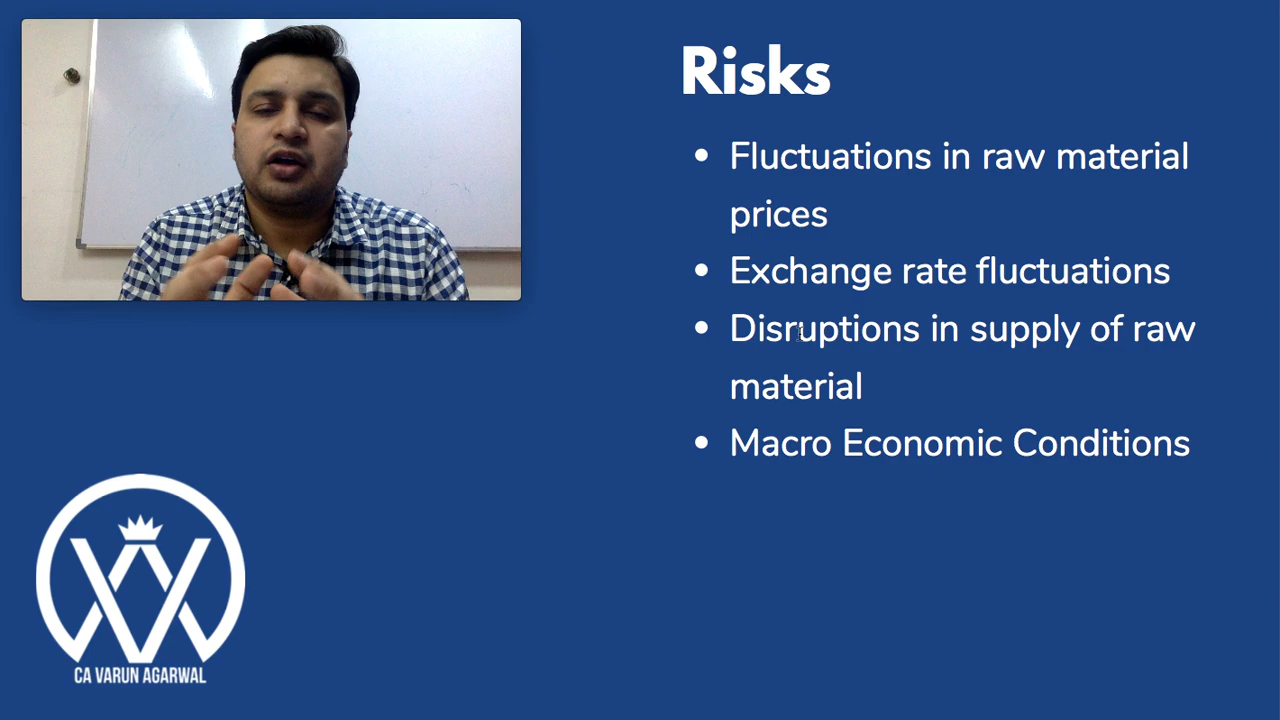 Risks
• Fluctuations in raw material
prices
• Exchange rate fluctuations
• Disruptions in supply of raw
material
• Macro Economic Conditions
CA VARUN AGARWAL